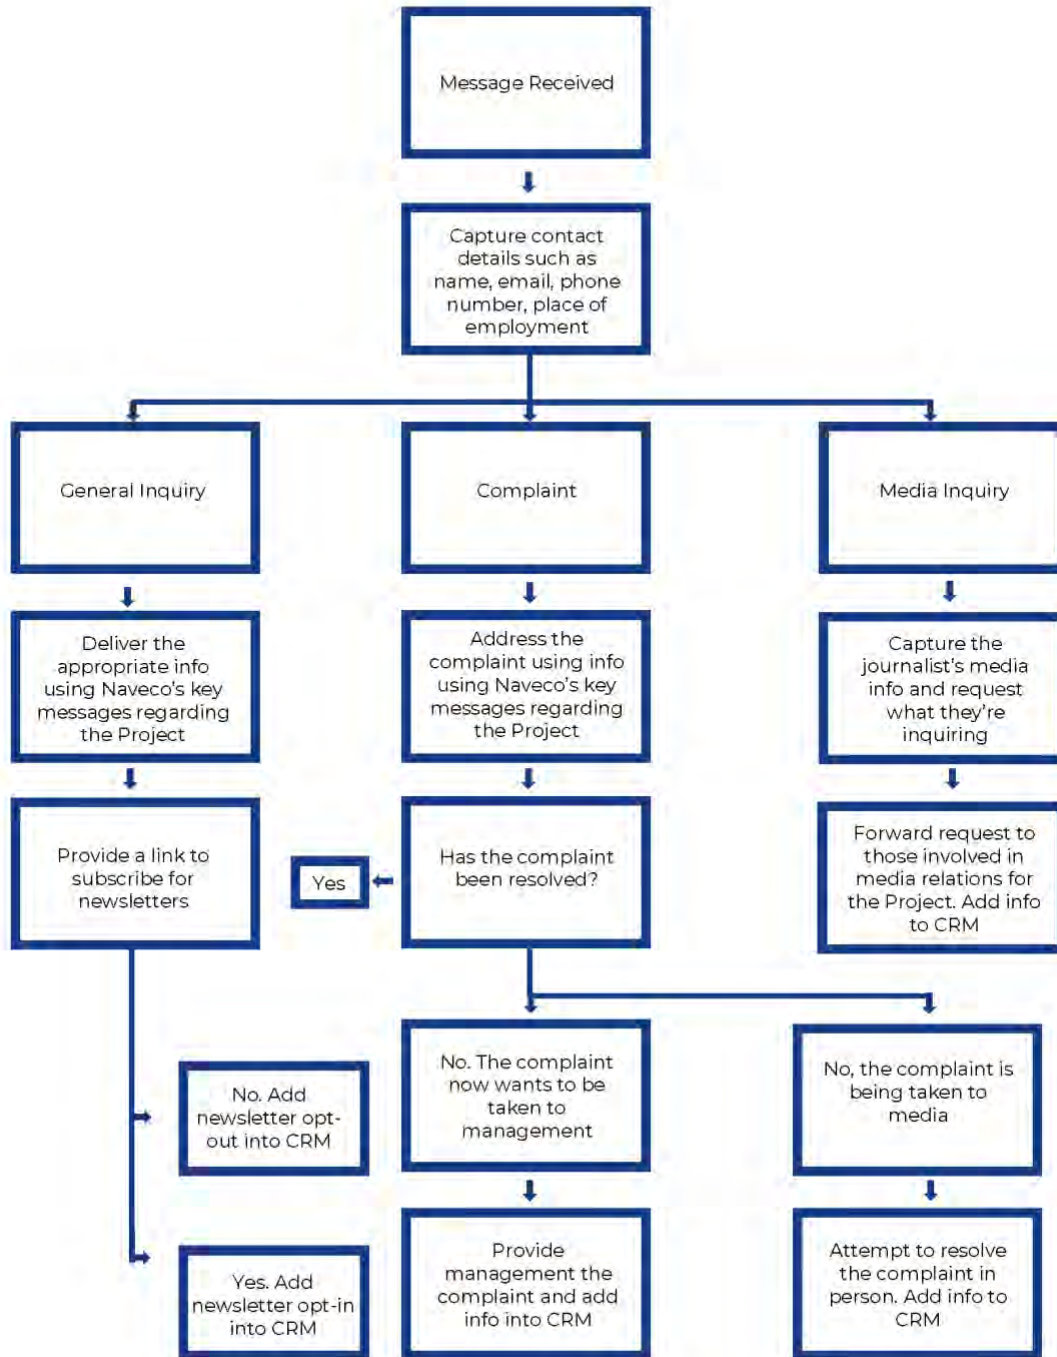 Message Received
Capture contact
details such as
name, email, phone
number, place of
employment
General Inquiry
Complaint
Media Inquiry
Deliver the
appropriate info
using Naveco's key
messages regarding
the Project
Address the
complaint using info
using Naveco's key
messages regarding
the Project
Capture the
journalist's media
info and request
what they're
inquiring
Provide a link to
subscribe for
newsletters
Yes
Has the complaint
been resolved?
Forward request to
those involved in
media relations for
the Project. Add info
to CRM
No. Add
newsletter opt-
out into CRM
No. The complaint
now wants to be
taken to
management
No, the complaint is
being taken to
media
Yes. Add
newsletter opt-in
into CRM
Provide
management the
complaint and add
info into CRM
Attempt to resolve
the complaint in
person. Add info to
CRM